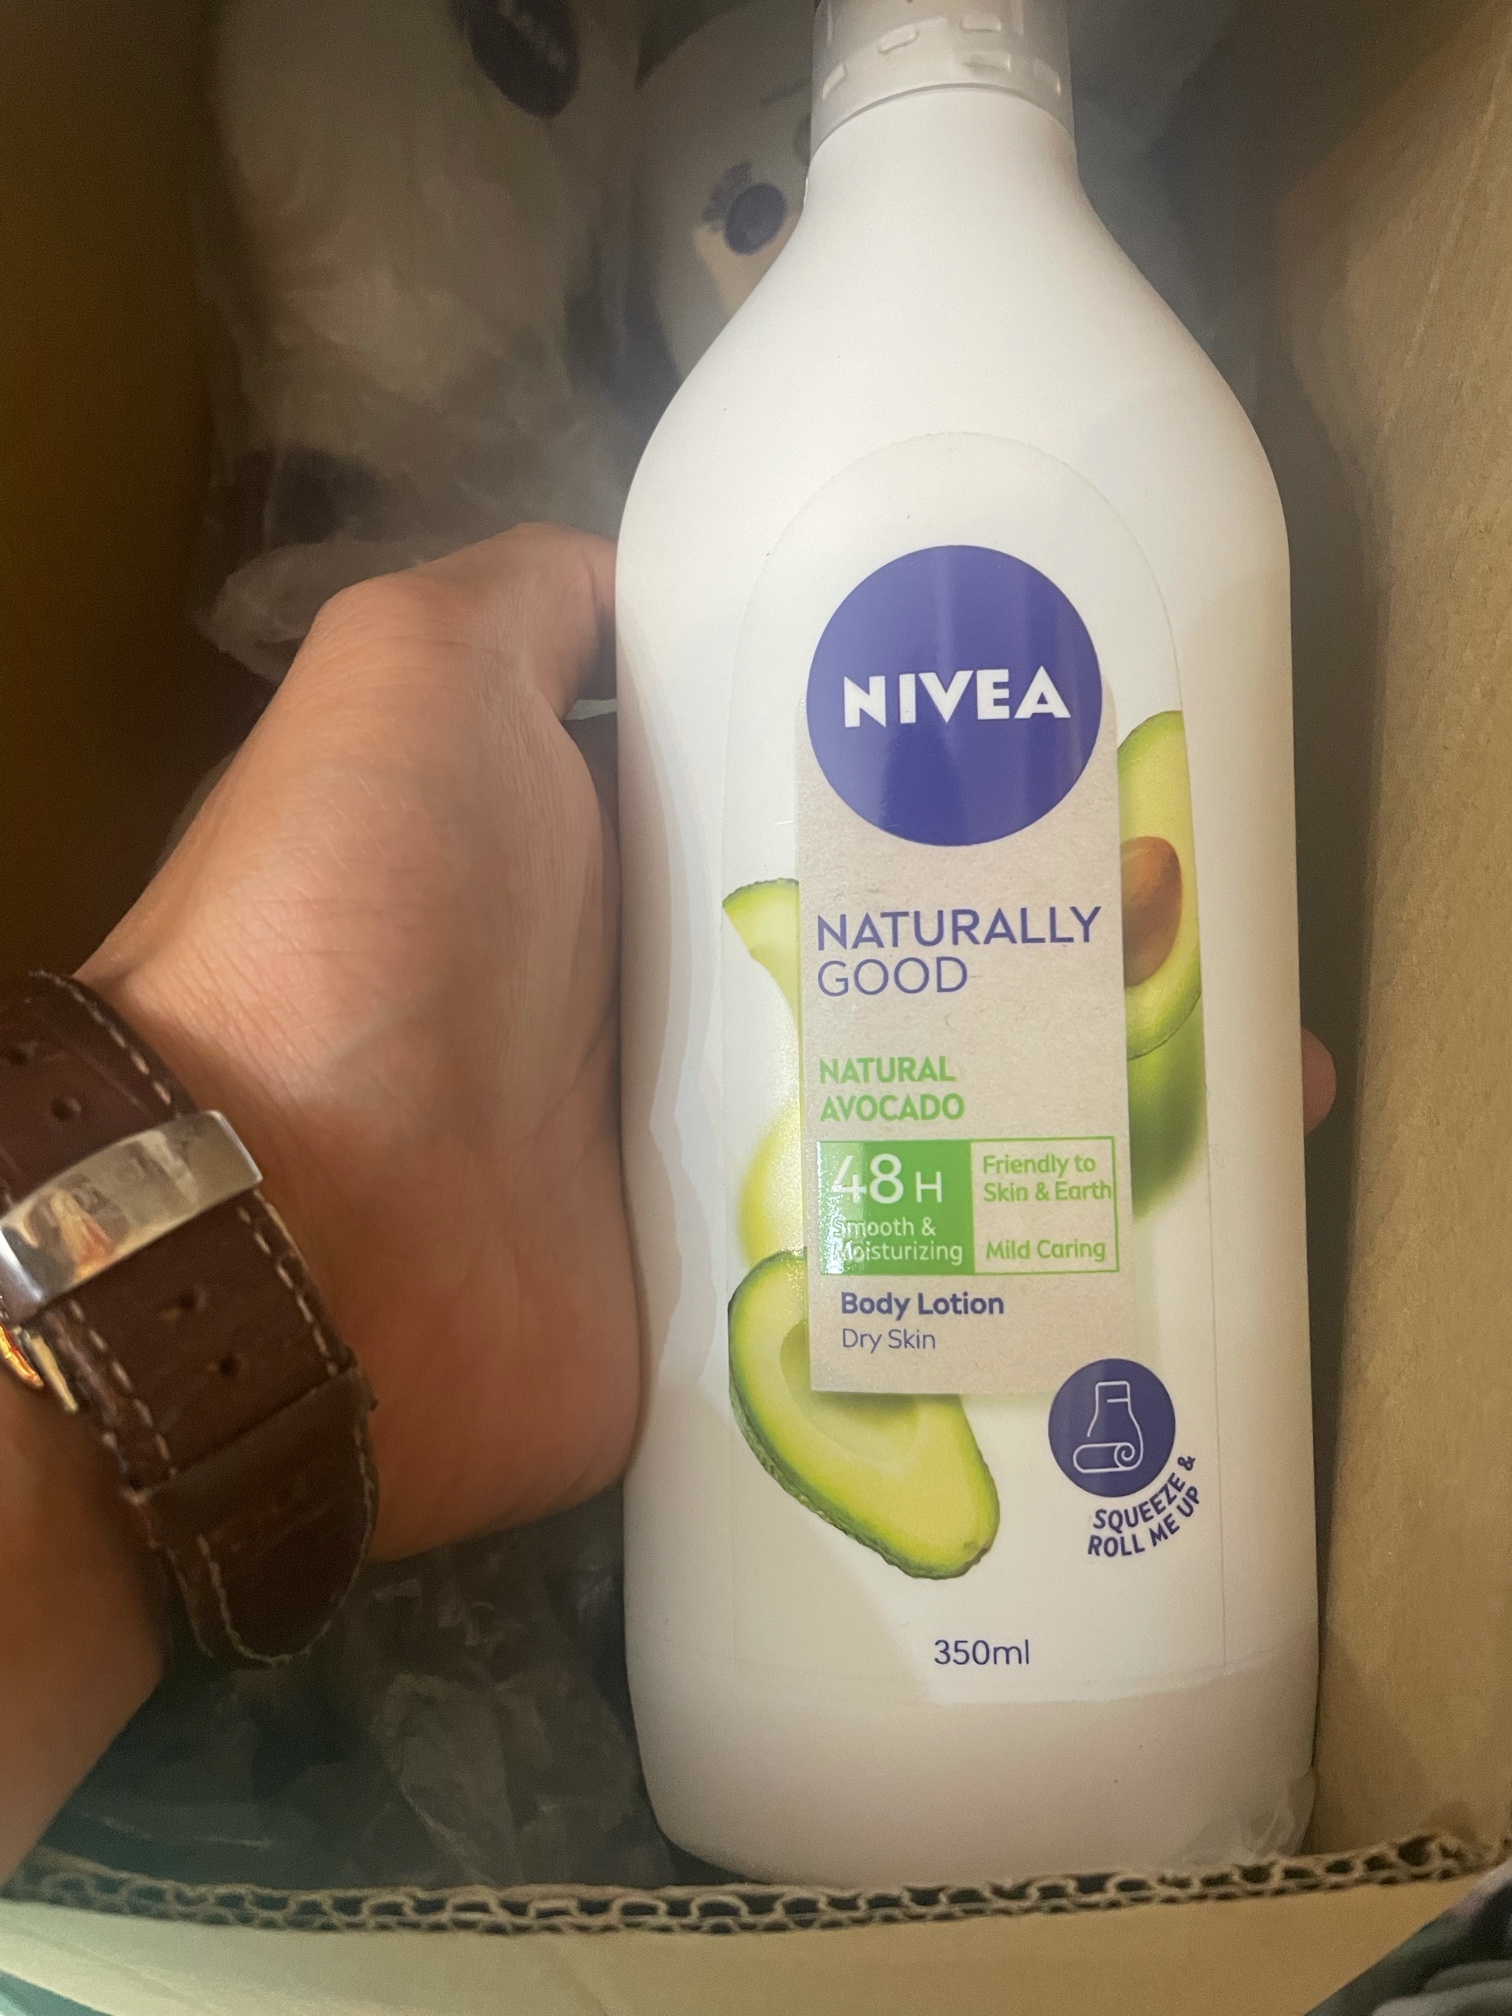 NIVEA
NATURALLY
GOOD
NATURAL
AVOCADO
48 H
Smooth &
Moisturizing
Friendly to
Skin & Earth
Mild Caring
Body Lotion
Dry Skin
SQUEEZE &
ROLL ME UP
350ml